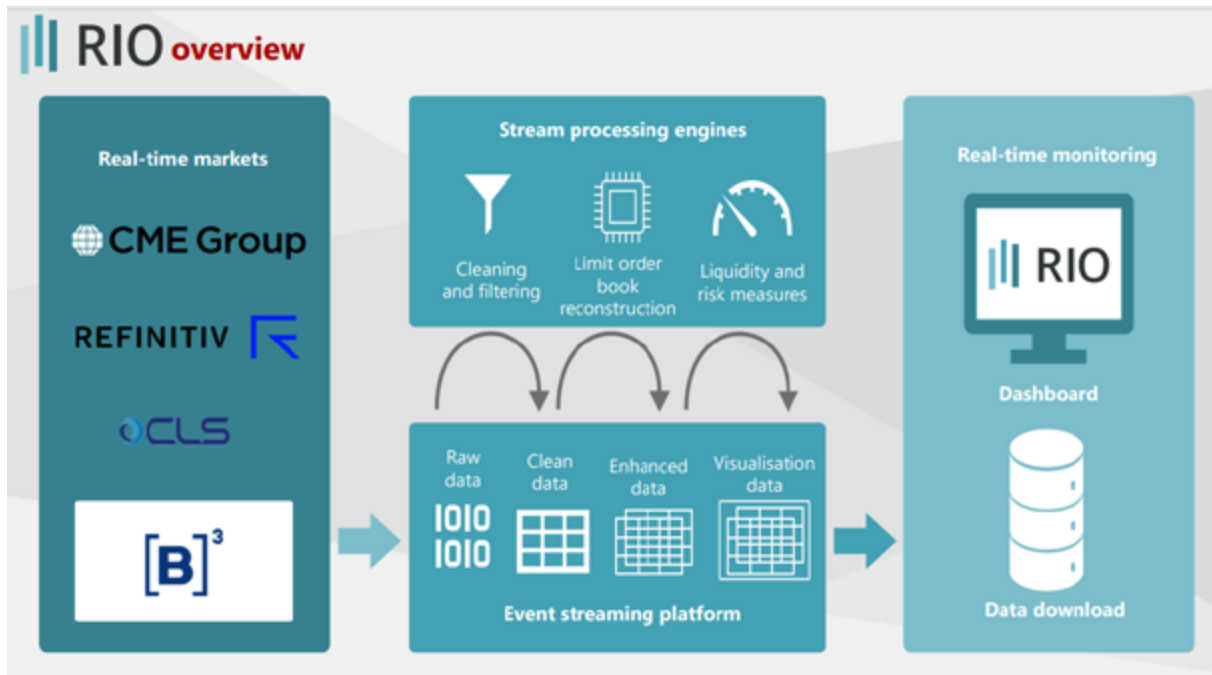 RIO overview
Real-time markets
CME Group
REFINITIV
CLS
[B]³
Stream processing engines
Cleaning
and filtering
Limit order
book
reconstruction
Liquidity and
risk measures
Raw
data
Clean
data
Enhanced
data
Visualisation
data
1010
1010
Event streaming platform
Real-time monitoring
RIO
Dashboard
Data download